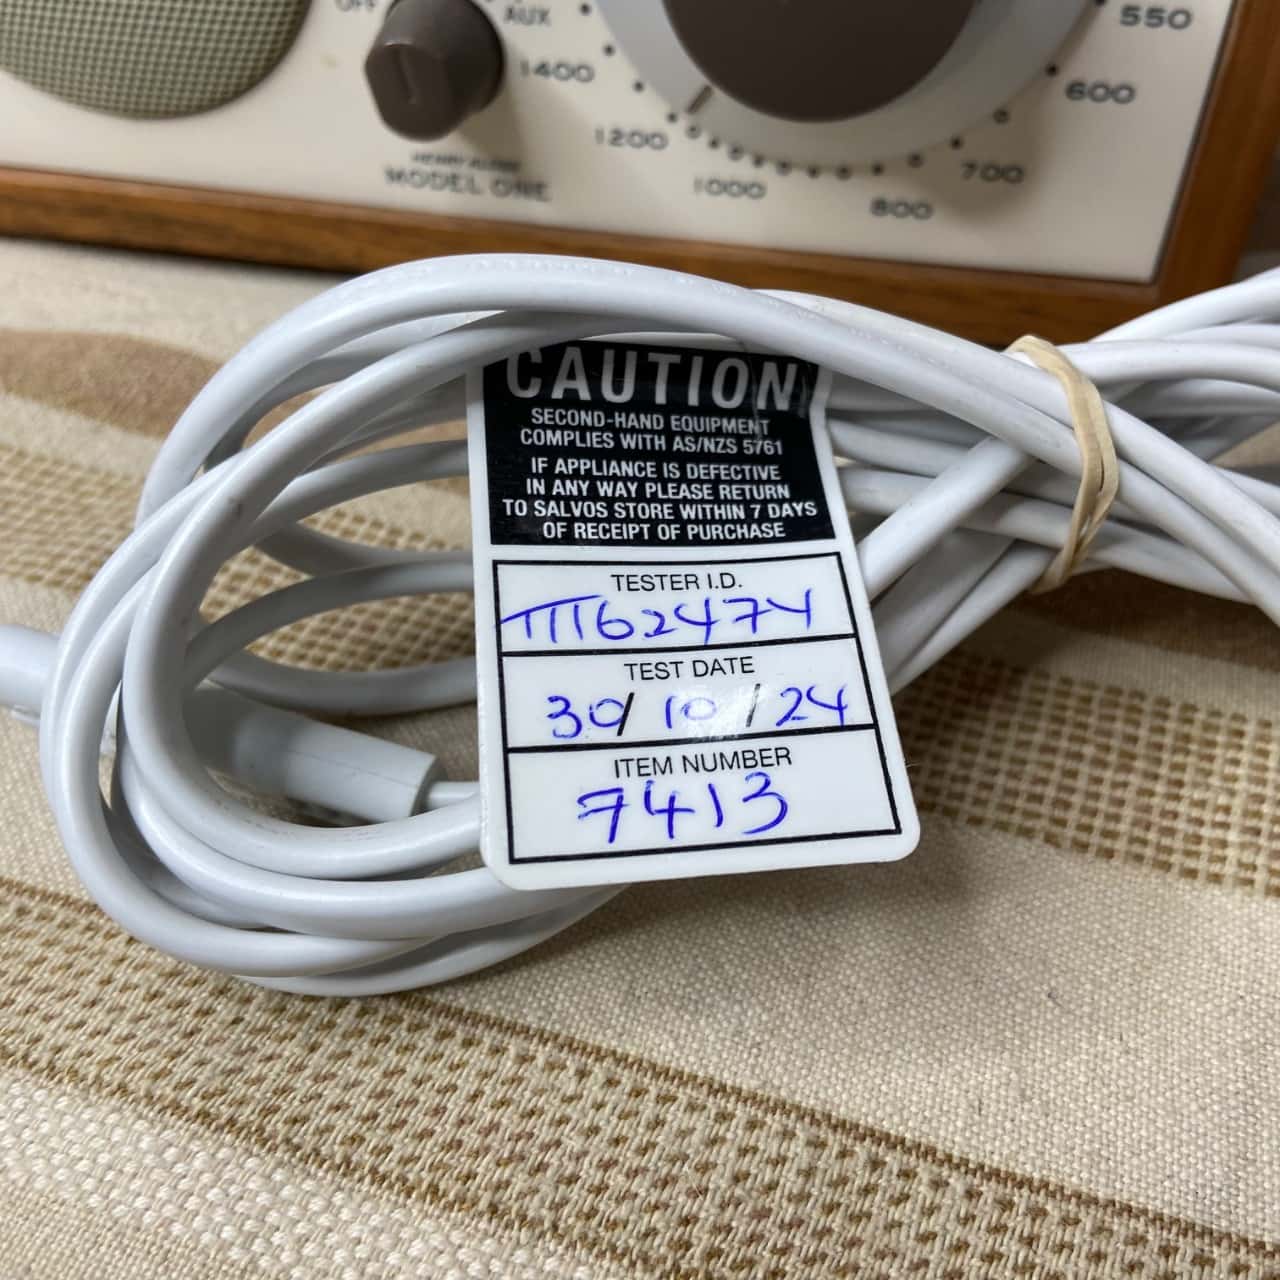 OFF
AUX
1400
1200
1000
800
700
600
550
HENRY KLOSS
MODEL ONE
CAUTION
SECOND-HAND EQUIPMENT
COMPLIES WITH AS/NZS 5761
IF APPLIANCE IS DEFECTIVE
IN ANY WAY PLEASE RETURN
TO SALVOS STORE WITHIN 7 DAYS
OF RECEIPT OF PURCHASE
TESTER I.D.
TEST DATE
30/10/24
ITEM NUMBER
7413